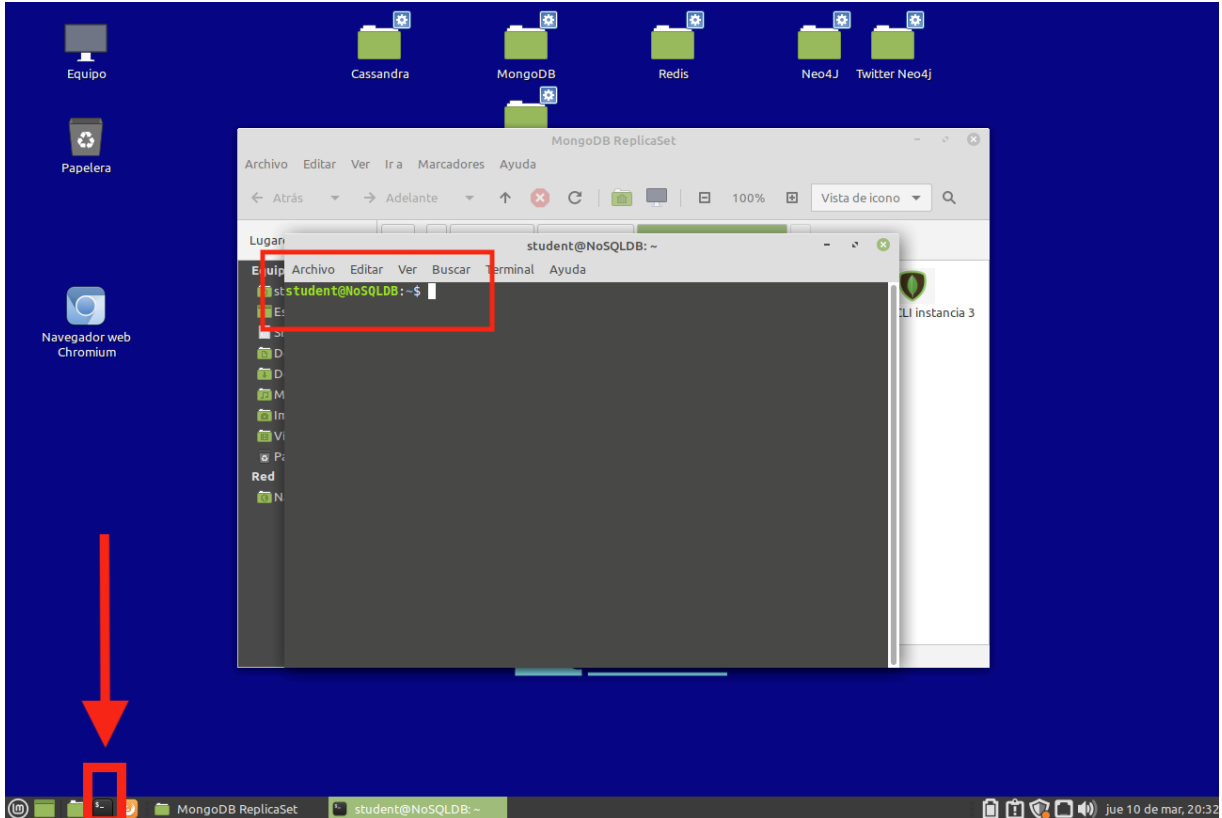 Equipo
Cassandra
MongoDB
Redis
Neo4J
Twitter Neo4j
Papelera
MongoDB ReplicaSet
Archivo Editar Ver Ir a Marcadores Ayuda
Atrás Adelante 100% Vista de icono
student@NoSQLDB: ~
Archivo Editar Ver Buscar Terminal Ayuda
student@NoSQLDB:~$
instancia 3
Navegador web
Chromium
Red
MongoDB ReplicaSet
student@NoSQLDB: ~
jue 10 de mar, 20:32